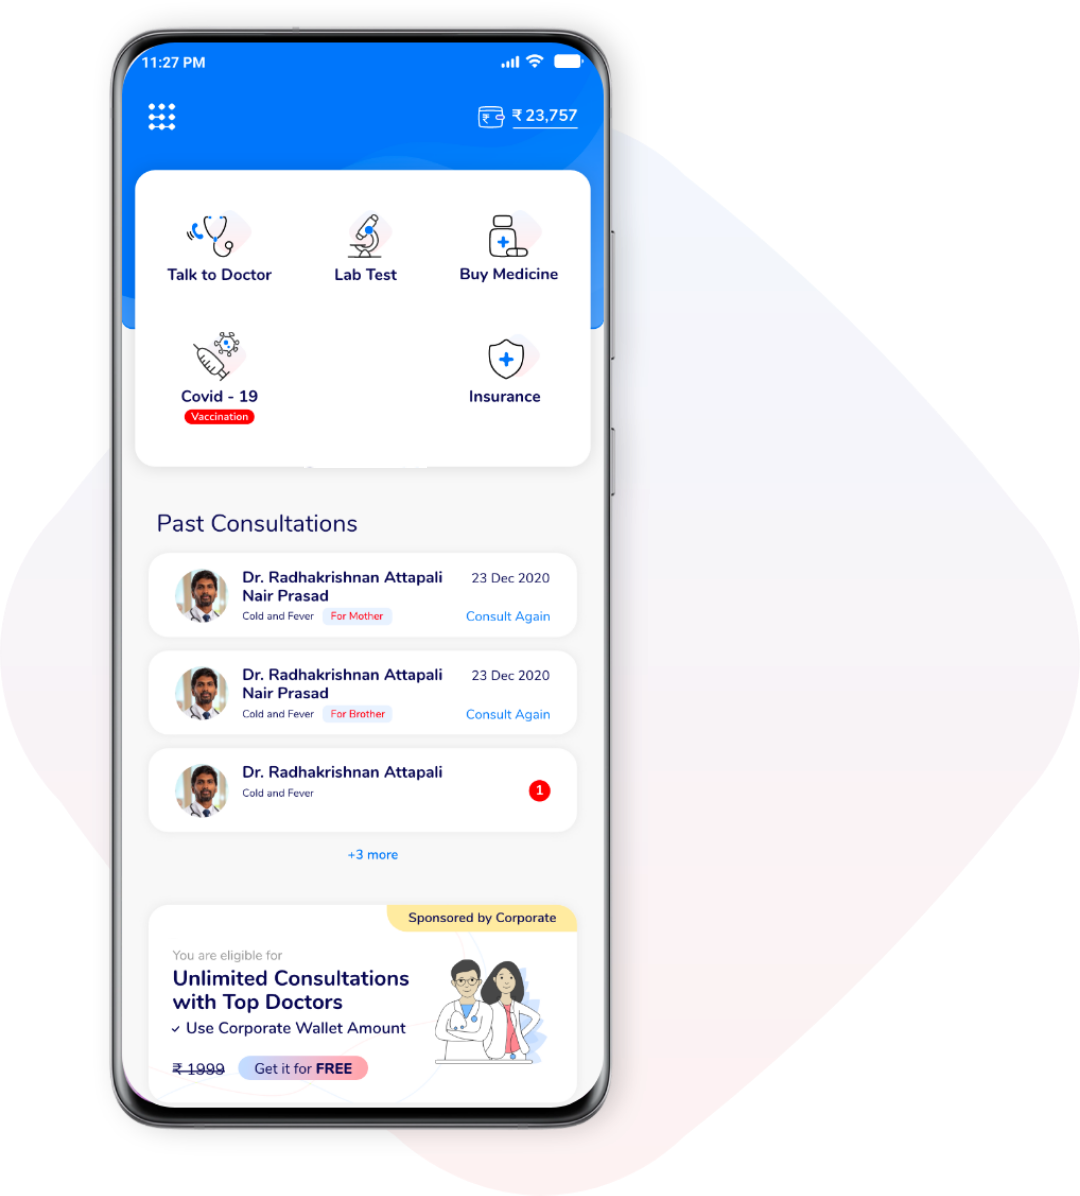 11:27 PM
₹ 23,757
Talk to Doctor
Lab Test
Buy Medicine
Covid - 19
Vaccination
Insurance
Past Consultations
Dr. Radhakrishnan Attapali
Nair Prasad
23 Dec 2020
Cold and Fever For Mother
Consult Again
Dr. Radhakrishnan Attapali
Nair Prasad
23 Dec 2020
Cold and Fever For Brother
Consult Again
Dr. Radhakrishnan Attapali
Cold and Fever
1
+3 more
Sponsored by Corporate
You are eligible for
Unlimited Consultations
with Top Doctors
✓ Use Corporate Wallet Amount
₹ 1999 Get it for FREE